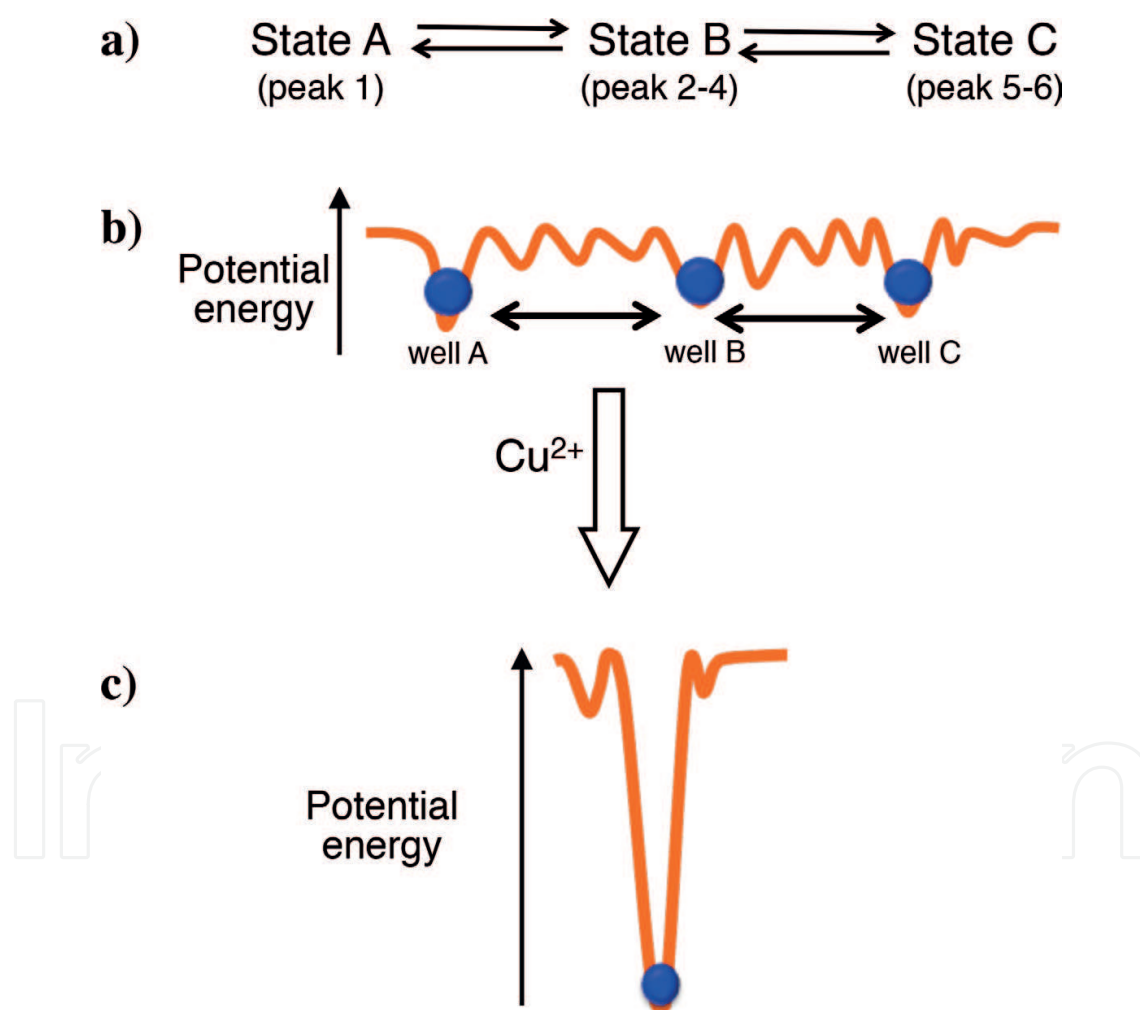 a)
State A State B State C
(peak 1) (peak 2-4) (peak 5-6)
b)
Potential
energy
well A well B well C
Cu²⁺
c)
Potential
energy